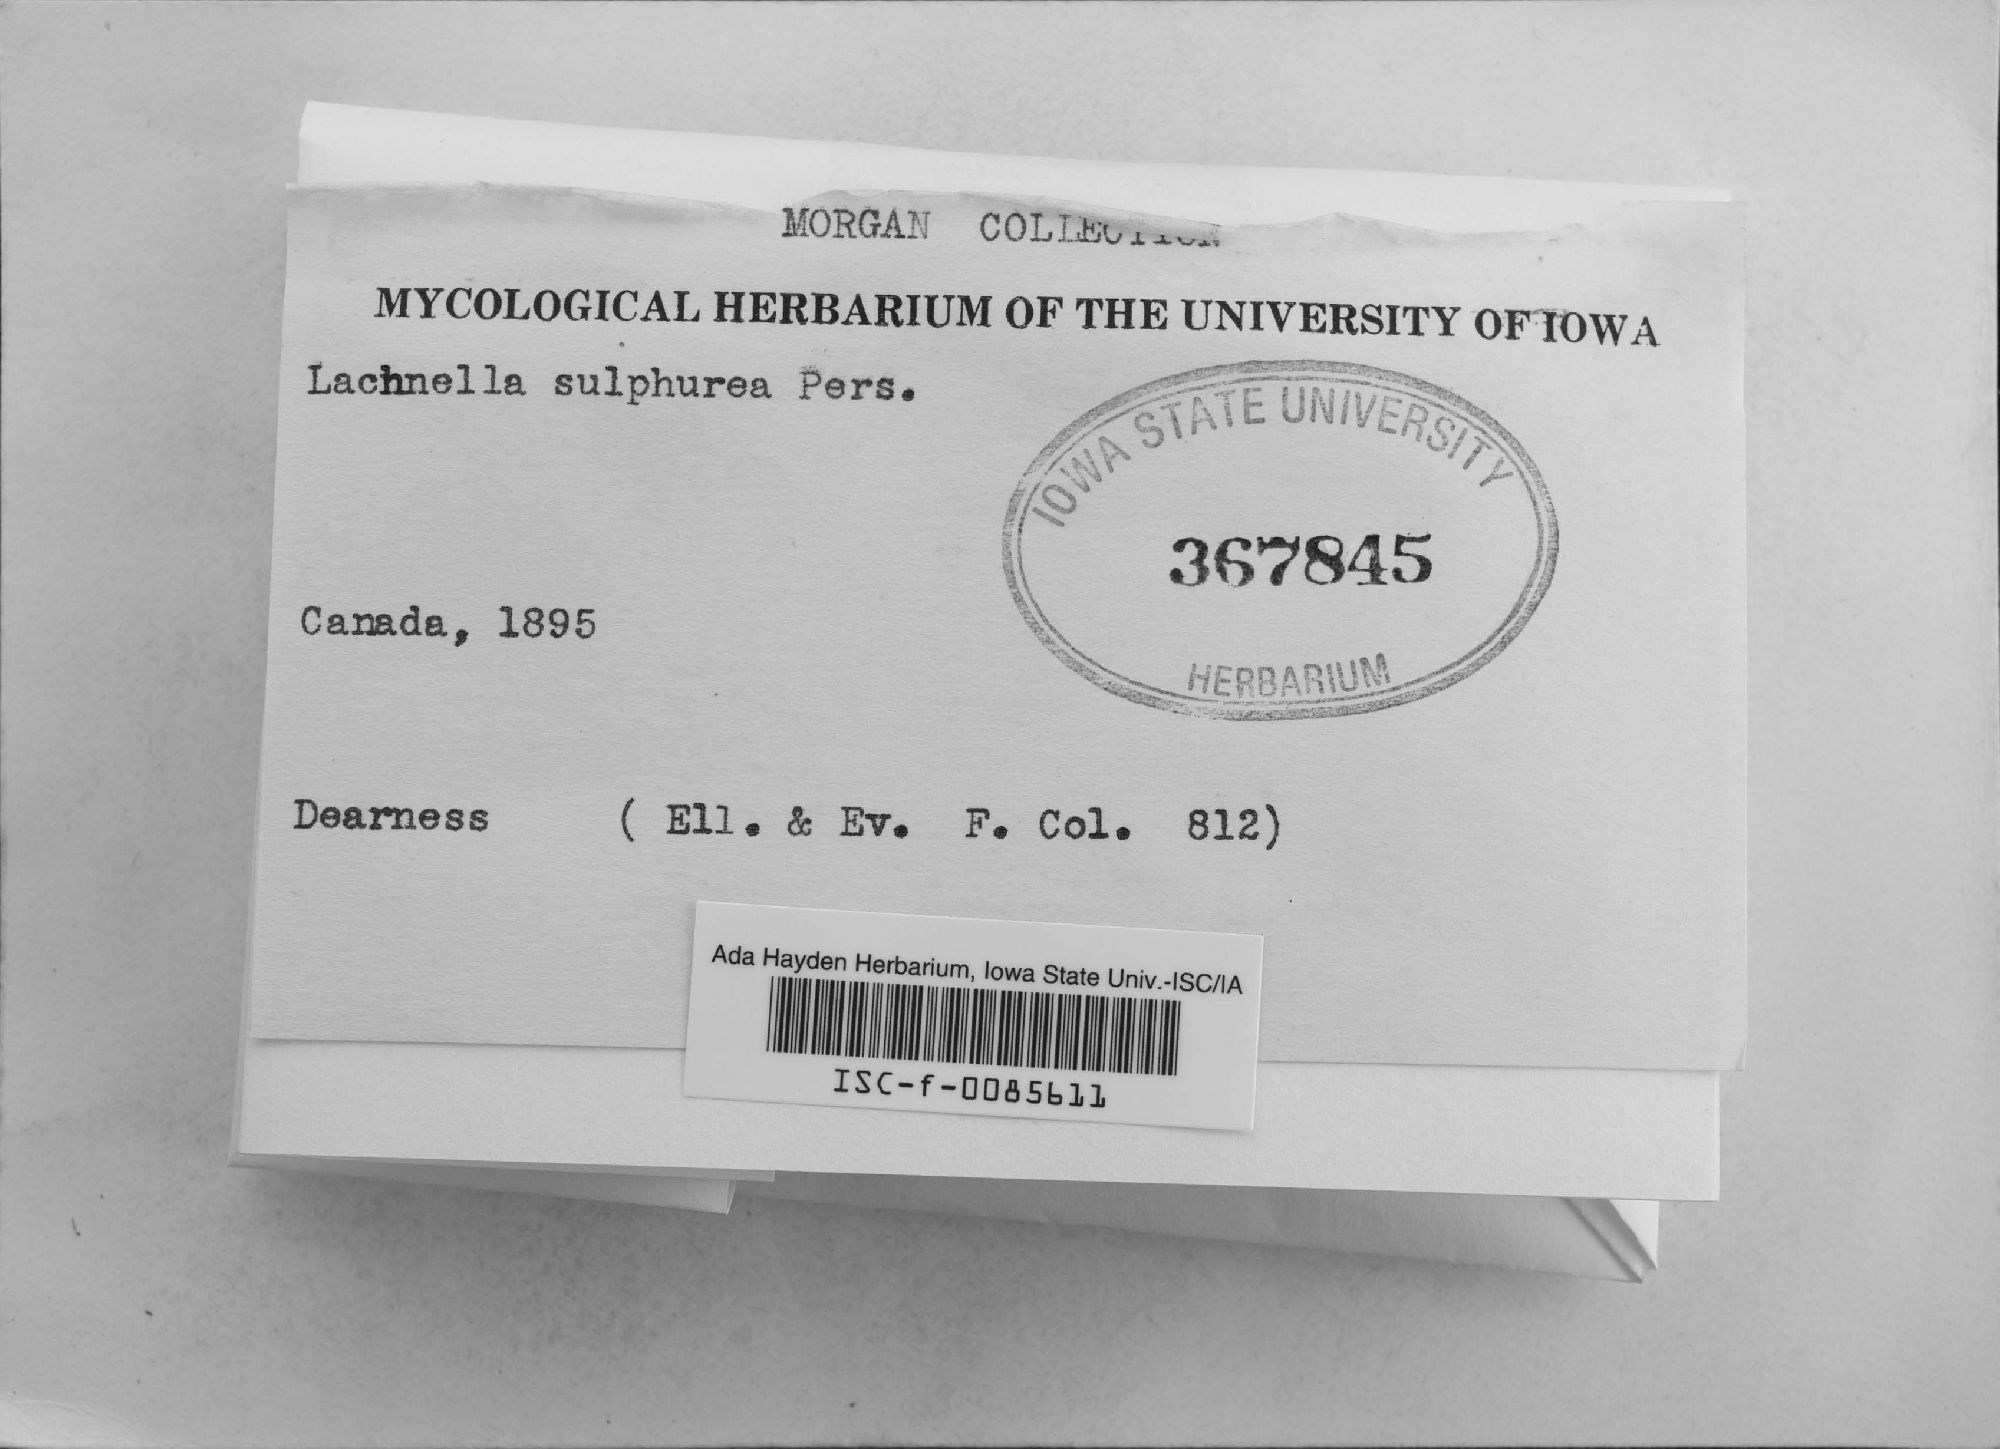 MORGAN COLLECTION
MYCOLOGICAL HERBARIUM OF THE UNIVERSITY OF IOWA
Lachnella sulphurea Pers.
IOWA STATE UNIVERSITY
367845
HERBARIUM
Canada, 1895
Dearness ( Ell. & Ev. F. Col. 812)
Ada Hayden Herbarium, Iowa State Univ.-ISC/IA
ISC-f-0085611